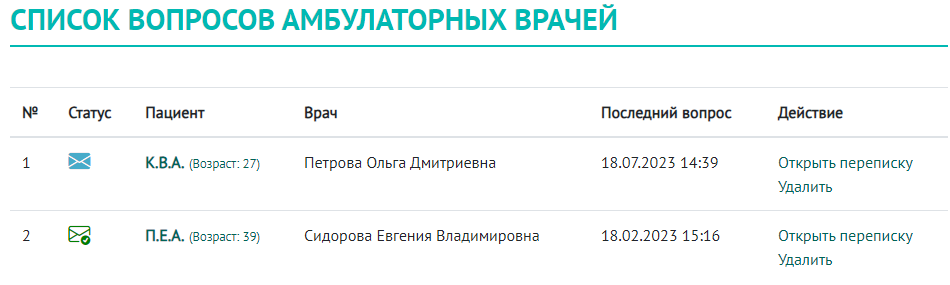 СПИСОК ВОПРОСОВ АМБУЛАТОРНЫХ ВРАЧЕЙ
№ Статус Пациент Врач Последний вопрос Действие
1 К.В.А. (Возраст: 27) Петрова Ольга Дмитриевна 18.07.2023 14:39 Открыть переписку
Удалить
2 П.Е.А. (Возраст: 39) Сидорова Евгения Владимировна 18.02.2023 15:16 Открыть переписку
Удалить